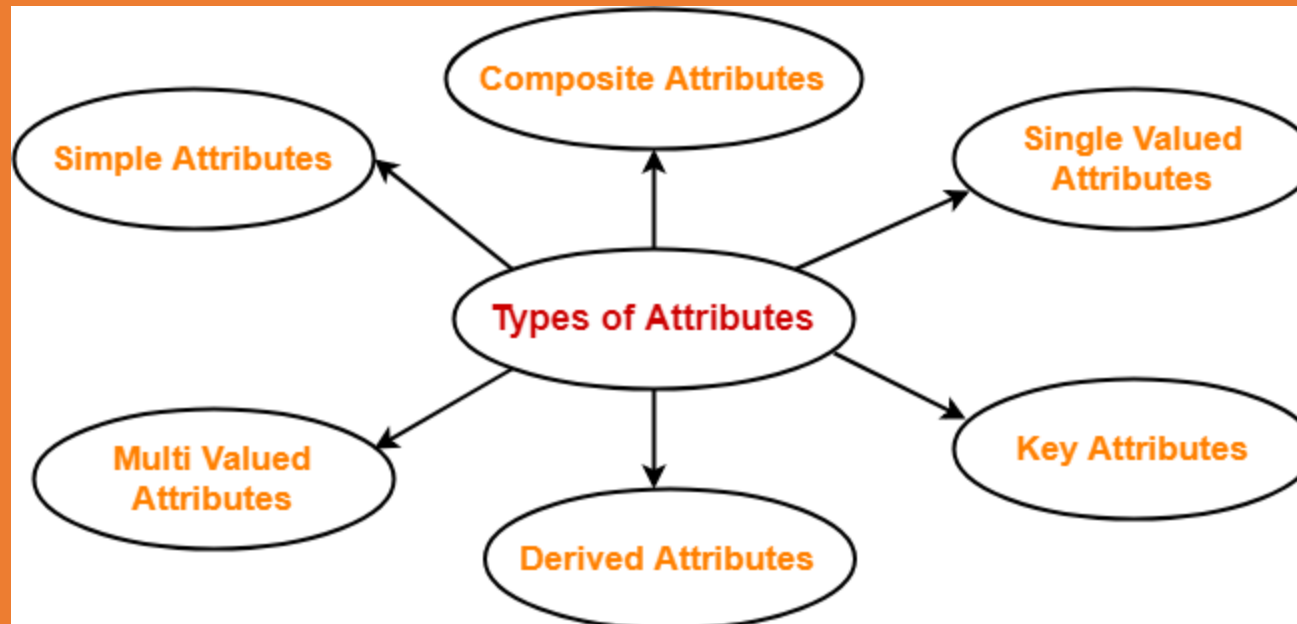 Composite Attributes
Simple Attributes
Single Valued
Attributes
Types of Attributes
Multi Valued
Attributes
Key Attributes
Derived Attributes